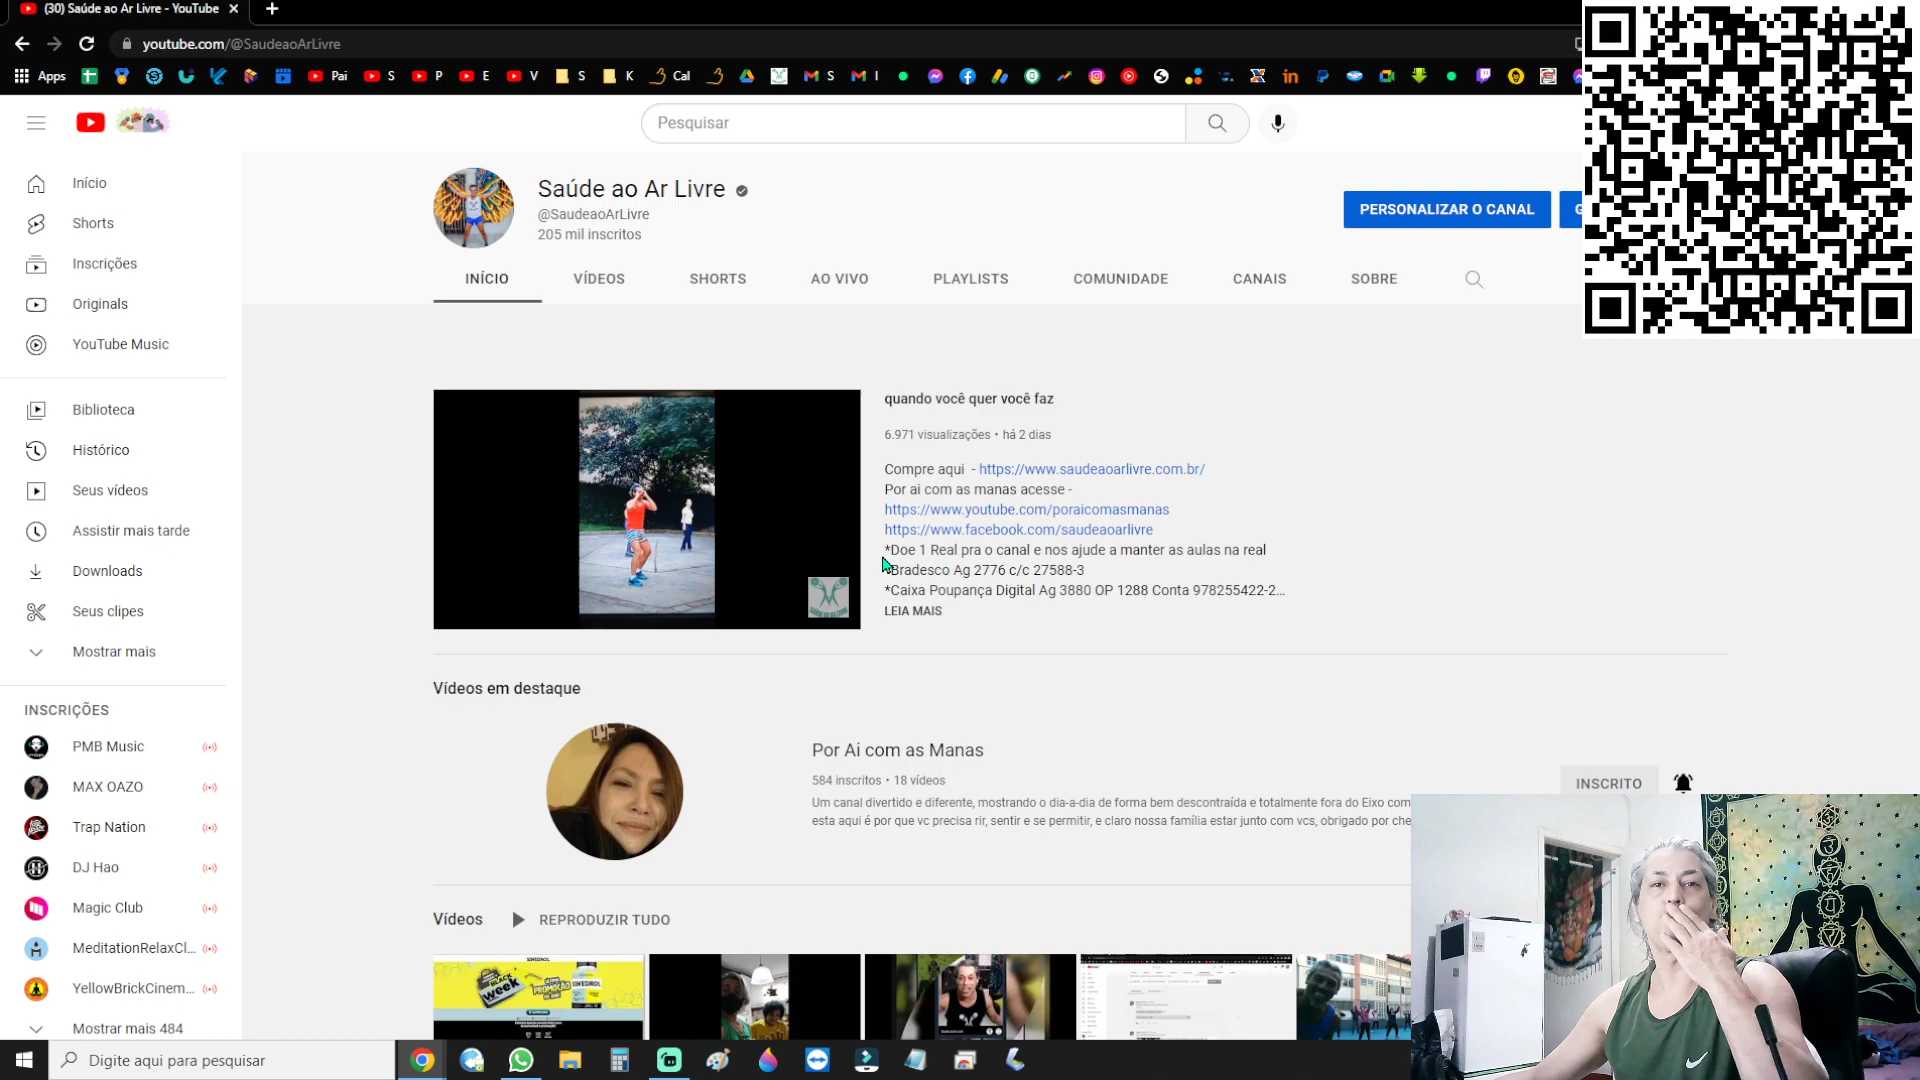 (30) Saúde ao Ar Livre - YouTube
youtube.com/@SaudeaoArLivre
Apps
Pai
S
P
E
V
S
K
Cal
S
I
Pesquisar
Início
Shorts
Inscrições
Originals
YouTube Music
Biblioteca
Histórico
Seus vídeos
Assistir mais tarde
Downloads
Seus clipes
Mostrar mais
INSCRIÇÕES
PMB Music
MAX OAZO
Trap Nation
DJ Hao
Magic Club
MeditationRelaxCl...
YellowBrickCinem...
Mostrar mais 484
Saúde ao Ar Livre
@SaudeaoArLivre
205 mil inscritos
PERSONALIZAR O CANAL
G
INÍCIO
VÍDEOS
SHORTS
AO VIVO
PLAYLISTS
COMUNIDADE
CANAIS
SOBRE
quando você quer você faz
6.971 visualizações • há 2 dias
Compre aqui - https://www.saudeaoarlivre.com.br/
Por ai com as manas acesse -
https://www.youtube.com/poraicomasmanas
https://www.facebook.com/saudeaoarlivre
*Doe 1 Real pra o canal e nos ajude a manter as aulas na real
*Bradesco Ag 2776 c/c 27588-3
*Caixa Poupança Digital Ag 3880 OP 1288 Conta 978255422-2...
LEIA MAIS
Vídeos em destaque
Por Ai com as Manas
584 inscritos • 18 vídeos
Um canal divertido e diferente, mostrando o dia-a-dia de forma bem descontraída e totalmente fora do Eixo com
esta aqui é por que vc precisa rir, sentir e se permitir, e claro nossa família estar junto com vcs, obrigado por che
INSCRITO
Vídeos
REPRODUZIR TUDO
SINEDROL
BLACK
week
PROMOÇÃO
Digite aqui para pesquisar